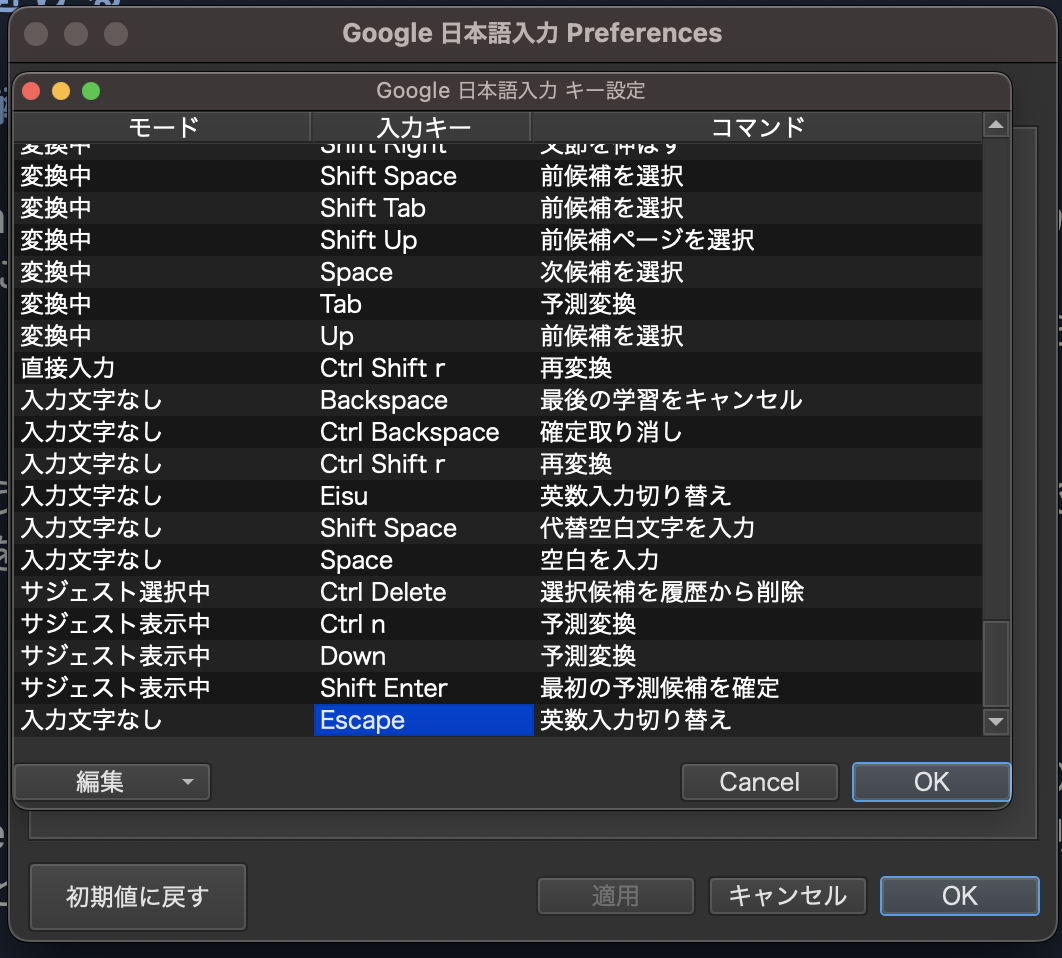 Google 日本語入力 Preferences
Google 日本語入力 キー設定
モード 入力キー コマンド
変換中 Shift Right 文節を伸ばす
変換中 Shift Space 前候補を選択
変換中 Shift Tab 前候補を選択
変換中 Shift Up 前候補ページを選択
変換中 Space 次候補を選択
変換中 Tab 予測変換
変換中 Up 前候補を選択
直接入力 Ctrl Shift r 再変換
入力文字なし Backspace 最後の学習をキャンセル
入力文字なし Ctrl Backspace 確定取り消し
入力文字なし Ctrl Shift r 再変換
入力文字なし Eisu 英数入力切り替え
入力文字なし Shift Space 代替空白文字を入力
入力文字なし Space 空白を入力
サジェスト選択中 Ctrl Delete 選択候補を履歴から削除
サジェスト表示中 Ctrl n 予測変換
サジェスト表示中 Down 予測変換
サジェスト表示中 Shift Enter 最初の予測候補を確定
入力文字なし Escape 英数入力切り替え
編集 Cancel OK
初期値に戻す 適用 キャンセル OK